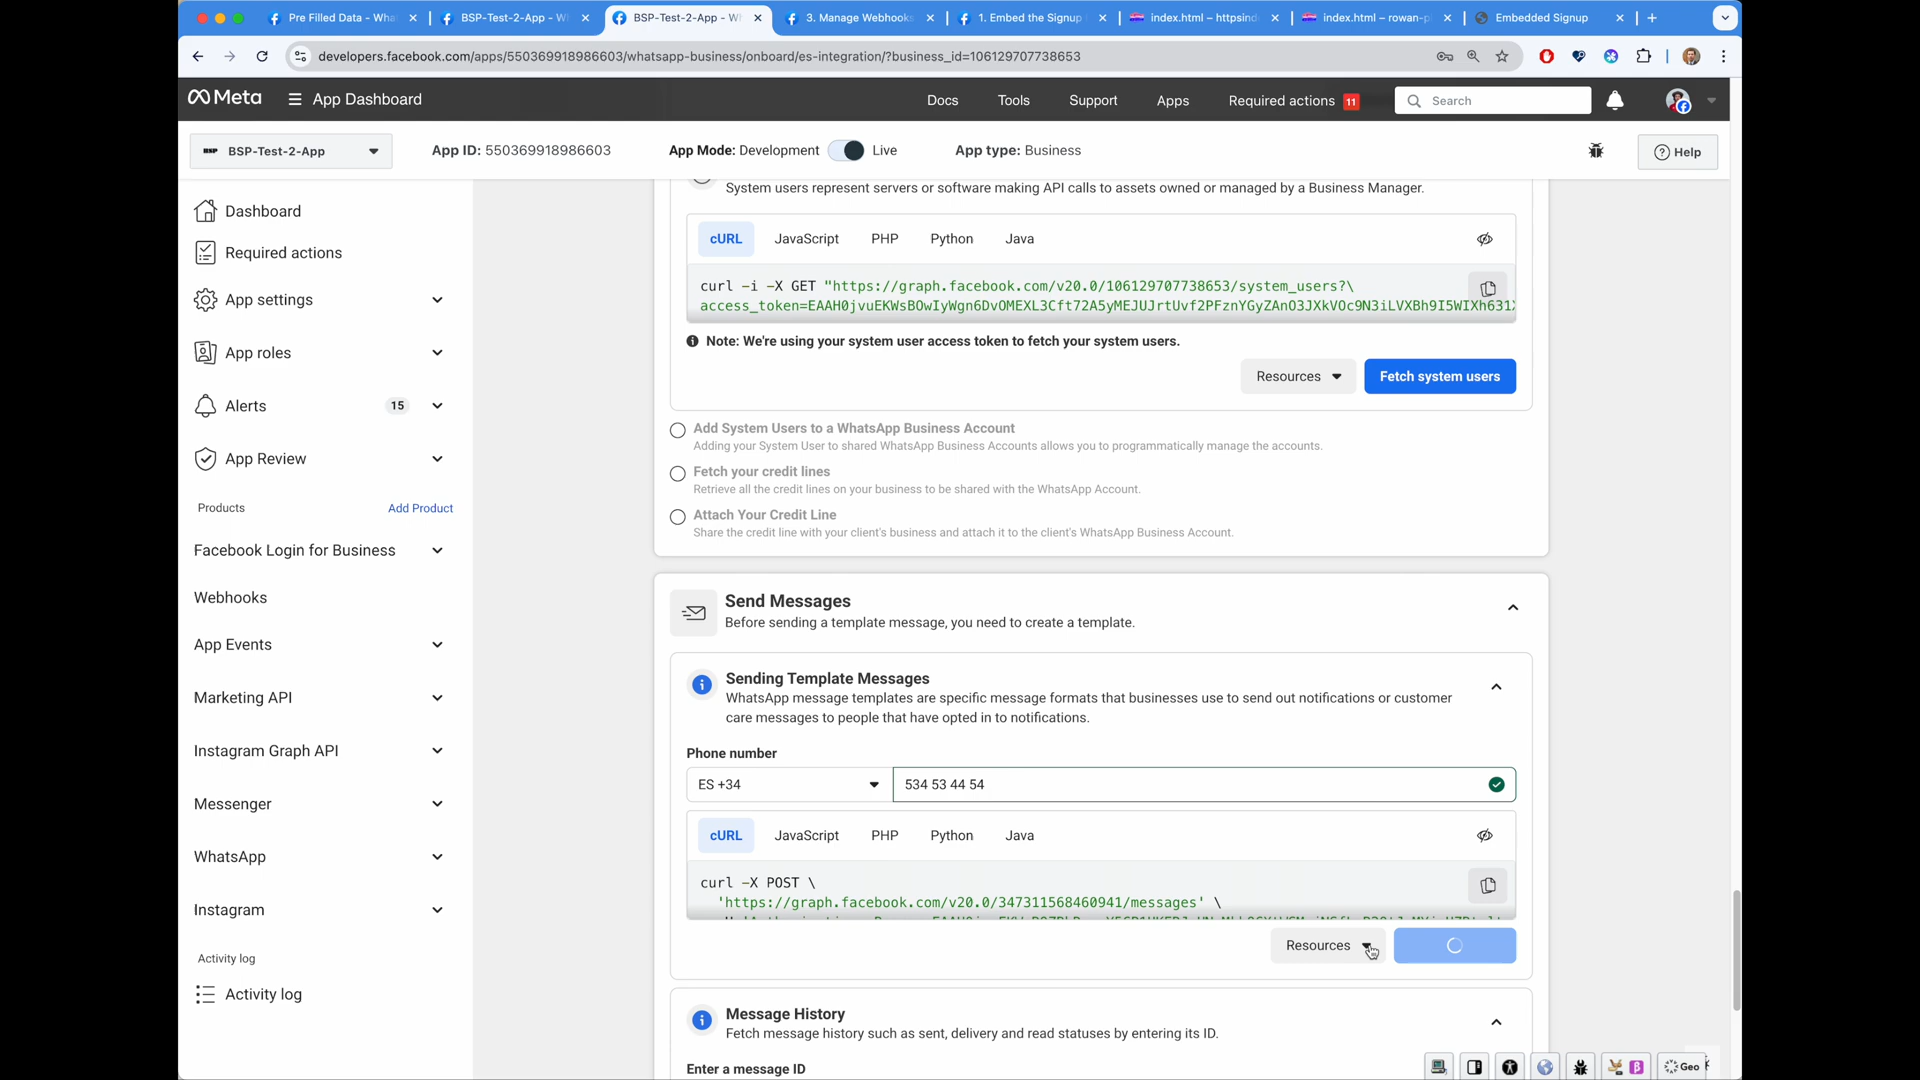 Pre Filled Data - Wha
BSP-Test-2-App - W
BSP-Test-2-App - W
3. Manage Webhooks
1. Embed the Signup
index.html – httpsind
index.html – rowan-p
Embedded Signup
developers.facebook.com/apps/550369918986603/whatsapp-business/onboard/es-integration/?business_id=106129707738653
Meta
App Dashboard
Docs
Tools
Support
Apps
Required actions 11
Search
BSP-Test-2-App
App ID: 550369918986603
App Mode: Development
Live
App type: Business
Help
Dashboard
Required actions
App settings
App roles
Alerts 15
App Review
Products
Add Product
Facebook Login for Business
Webhooks
App Events
Marketing API
Instagram Graph API
Messenger
WhatsApp
Instagram
Activity log
Activity log
System users represent servers or software making API calls to assets owned or managed by a Business Manager.
cURL JavaScript PHP Python Java
curl -i -X GET "https://graph.facebook.com/v20.0/106129707738653/system_users?\
access_token=EAAH0jvuEKWsBOwIyWgn6DvOMEXL3Cft72A5yMEJUJrtUvf2PFznYGyZAnO3JXkVOc9N3iLVXBh9I5WIXh631
Note: We're using your system user access token to fetch your system users.
Resources
Fetch system users
Add System Users to a WhatsApp Business Account
Adding your System User to shared WhatsApp Business Accounts allows you to programmatically manage the accounts.
Fetch your credit lines
Retrieve all the credit lines on your business to be shared with the WhatsApp Account.
Attach Your Credit Line
Share the credit line with your client's business and attach it to the client's WhatsApp Business Account.
Send Messages
Before sending a template message, you need to create a template.
Sending Template Messages
WhatsApp message templates are specific message formats that businesses use to send out notifications or customer
care messages to people that have opted in to notifications.
Phone number
ES +34
534 53 44 54
cURL JavaScript PHP Python Java
curl -X POST \
'https://graph.facebook.com/v20.0/347311568460941/messages' \
Resources
Message History
Fetch message history such as sent, delivery and read statuses by entering its ID.
Enter a message ID
Geo